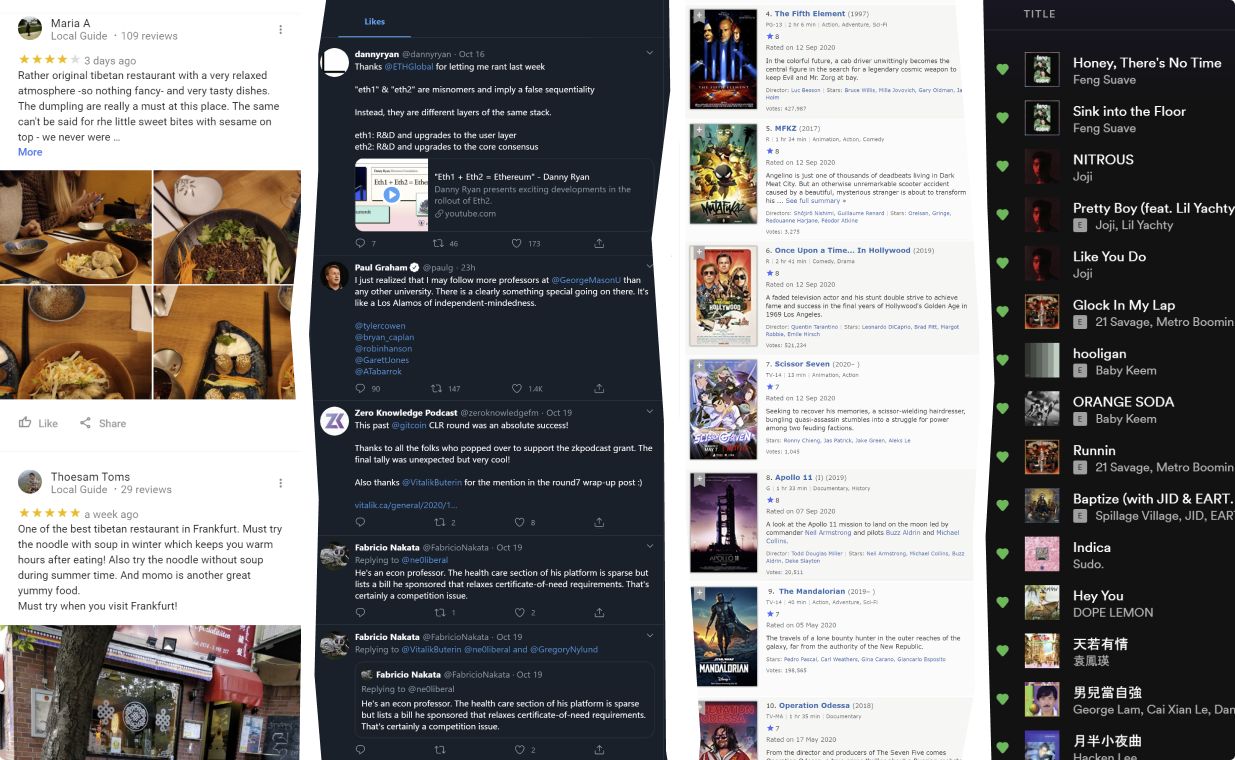 Maria A
Local Guide · 109 reviews
3 days ago
Rather original tibetan restaurant with a very relaxed
atmosphere -so nothing fancy- and very tasty dishes.
The dumpling are really a must at this place. The same
can't be said for rhe little sweet bites with sesame on
top - we never were ...
More
Like
Share
Thoesam Toms
Local Guide · 29 reviews
a week ago
One of the best tibetan restaurant in Frankfurt. Must try
the noodle with soup in winter which keeps you warm
hours after eating! Also try the noodle without soup
during summer time. And momo is another great
yummy food.
Must try when you visit Frankfurt!
Likes
dannyryan @dannyryan · Oct 16
Thanks @ETHGlobal for letting me rant last week
"eth1" & "eth2" are misnomers and imply a false sequentiality
Instead, they are different layers of the same stack.
eth1: R&D and upgrades to the user layer
eth2: R&D and upgrades to the core consensus
"Eth1 + Eth2 = Ethereum" - Danny Ryan
Danny Ryan presents exciting developments in the
rollout of Eth2.
youtube.com
7 46 173
Paul Graham @paulg · 23h
I just realized that I may follow more professors at @GeorgeMasonU than
any other university. There is a clearly something special going on there. It's
like a Los Alamos of independent-mindedness.
@tylercowen
@bryan_caplan
@robinhanson
@GarettJones
@ATabarrok
90 147 1.4K
Zero Knowledge Podcast @zeroknowledgefm · Oct 19
This past @gitcoin CLR round was an absolute success!
Thanks to all the folks who popped over to support the zkpodcast grant. The
final tally was unexpected but very cool!
Also thanks @VitalikButerin for the mention in the round7 wrap-up post :)
vitalik.ca/general/2020/1...
2 8
Fabricio Nakata @FabricioNakata · Oct 19
Replying to @ne0liberal
He's an econ professor. The health care section of his platform is sparse but
lists a bill he sponsored that relaxes certificate-of-need requirements. That's
certainly a competition issue.
1 2
Fabricio Nakata @FabricioNakata · Oct 19
Replying to @VitalikButerin @ne0liberal and @GregoryNylund
Fabricio Nakata @FabricioNakata · Oct 19
Replying to @ne0liberal
He's an econ professor. The health care section of his platform is sparse
but lists a bill he sponsored that relaxes certificate-of-need requirements.
That's certainly a competition issue.
2
4. The Fifth Element (1997)
PG-13 | 2 hr 6 min | Action, Adventure, Sci-Fi
8
Rated on 12 Sep 2020
In the colorful future, a cab driver unwittingly becomes the
central figure in the search for a legendary cosmic weapon to
keep Evil and Mr. Zorg at bay.
Director: Luc Besson | Stars: Bruce Willis, Milla Jovovich, Gary Oldman, Ia
Holm
Votes: 427,987
5. MFKZ (2017)
R | 1 hr 34 min | Animation, Action, Comedy
8
Rated on 12 Sep 2020
Angelino is just one of thousands of deadbeats living in Dark
Meat City. But an otherwise unremarkable scooter accident
caused by a beautiful, mysterious stranger is about to transform
his ... See full summary »
Directors: Shôjirô Nishimi, Guillaume Renard | Stars: Orelsan, Gringe,
Redouanne Harjane, Féodor Atkine
Votes: 3,275
6. Once Upon a Time... In Hollywood (2019)
R | 2 hr 41 min | Comedy, Drama
8
Rated on 12 Sep 2020
A faded television actor and his stunt double strive to achieve
fame and success in the final years of Hollywood's Golden Age in
1969 Los Angeles.
Director: Quentin Tarantino | Stars: Leonardo DiCaprio, Brad Pitt, Margot
Robbie, Emile Hirsch
Votes: 521,234
7. Scissor Seven (2020– )
TV-14 | 13 min | Animation, Action
7
Rated on 12 Sep 2020
Seeking to recover his memories, a scissor-wielding hairdresser,
bungling quasi-assassin stumbles into a struggle for power
among two feuding factions.
Stars: Ronny Chieng, Jas Patrick, Jake Green, Aleks Le
Votes: 1,045
8. Apollo 11 (I) (2019)
G | 1 hr 33 min | Documentary, History
8
Rated on 07 Sep 2020
A look at the Apollo 11 mission to land on the moon led by
commander Neil Armstrong and pilots Buzz Aldrin and Michael
Collins.
Director: Todd Douglas Miller | Stars: Neil Armstrong, Michael Collins, Buzz
Aldrin, Deke Slayton
Votes: 20,511
9. The Mandalorian (2019– )
TV-14 | 40 min | Action, Adventure, Sci-Fi
7
Rated on 05 May 2020
The travels of a lone bounty hunter in the outer reaches of the
galaxy, far from the authority of the New Republic.
Stars: Pedro Pascal, Carl Weathers, Gina Carano, Giancarlo Esposito
Votes: 198,565
10. Operation Odessa (2018)
TV-MA | 1 hr 35 min | Documentary
7
Rated on 17 May 2020
From the director and producers of The Seven Five comes
TITLE
Honey, There's No Time
Feng Suave
Sink into the Floor
Feng Suave
NITROUS
Joji
Pretty Boy (feat. Lil Yachty
E Joji, Lil Yachty
Like You Do
Joji
Glock In My Lap
E 21 Savage, Metro Boomin
hooligan
E Baby Keem
ORANGE SODA
E Baby Keem
Runnin
E 21 Savage, Metro Boomin
Baptize (with JID & EART.
E Spillage Village, JID, EAR
Indica
Sudo.
Hey You
DOPE LEMON
天若有情
袁鳳瑛
男兒當自強
George Lam, Cai Xian Le, Dan
月半小夜曲
Hacken Lee